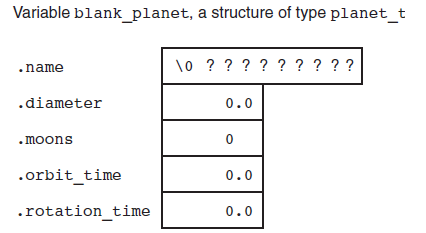 Variable blank_planet, a structure of type planet_t
.name \0 ? ? ? ? ? ? ? ? ?
.diameter 0.0
.moons 0
.orbit_time 0.0
.rotation_time 0.0